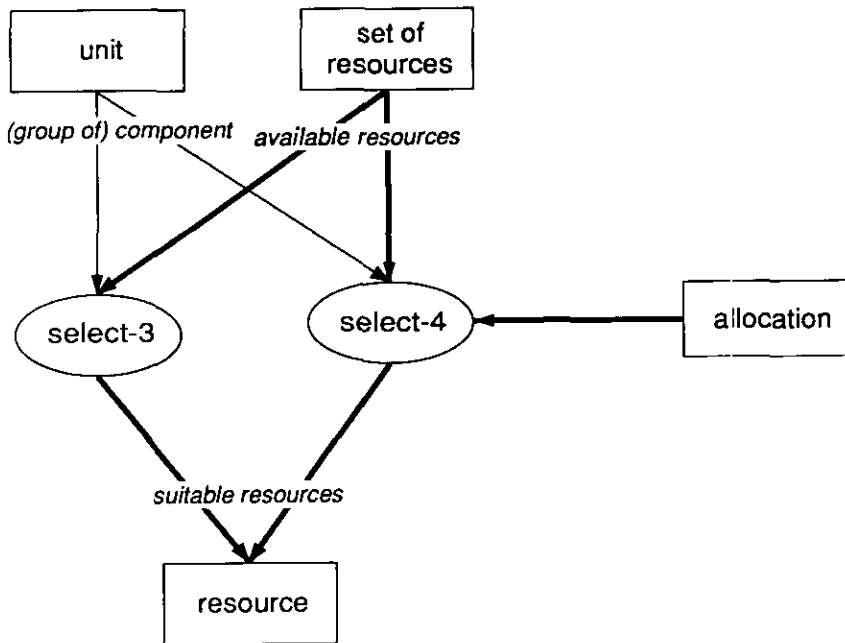 unit
set of
resources
(group of) component
available resources
select-3
select-4
allocation
suitable resources
resource